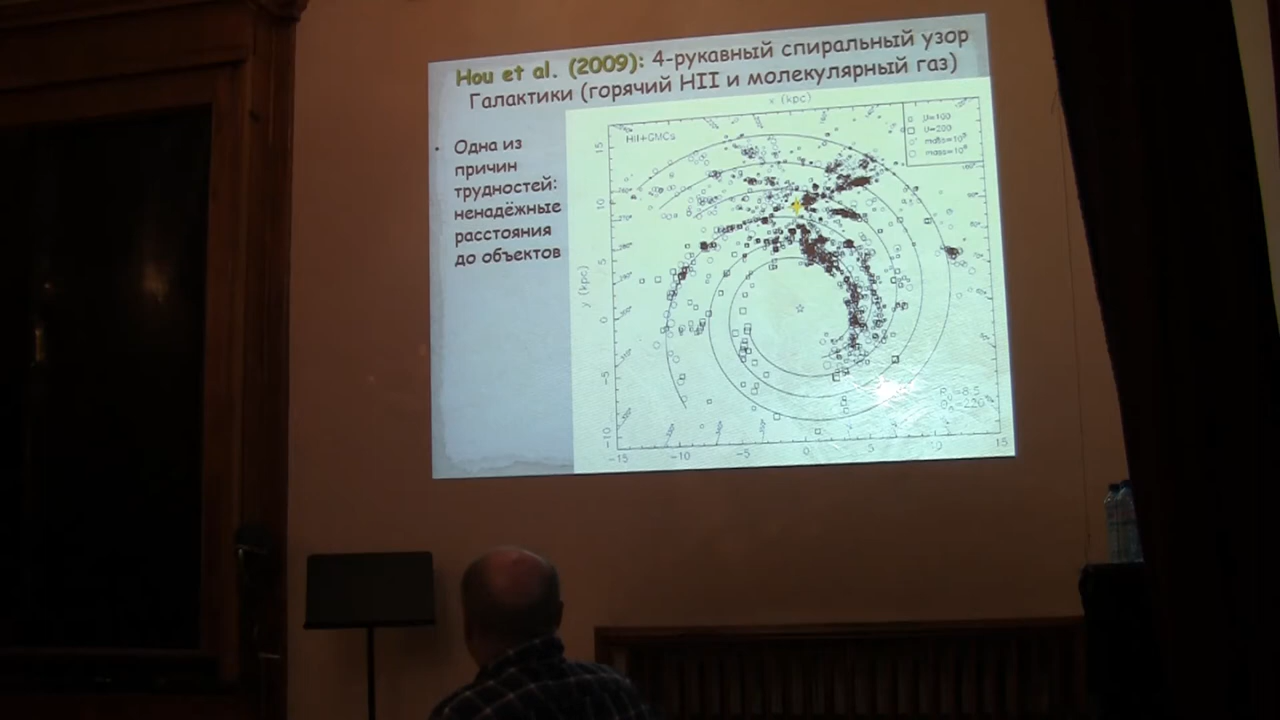 Hou et al. (2009): 4-рукавный спиральный узор
Галактики (горячий HII и молекулярный газ)
• Одна из
причин
трудностей:
ненадёжные
расстояния
до объектов
x (kpc)
HII+GMCs
U=100
U=200
y (kpc)
15
10
5
0
-5
-10
-15 -10 -5 0 5 10 15